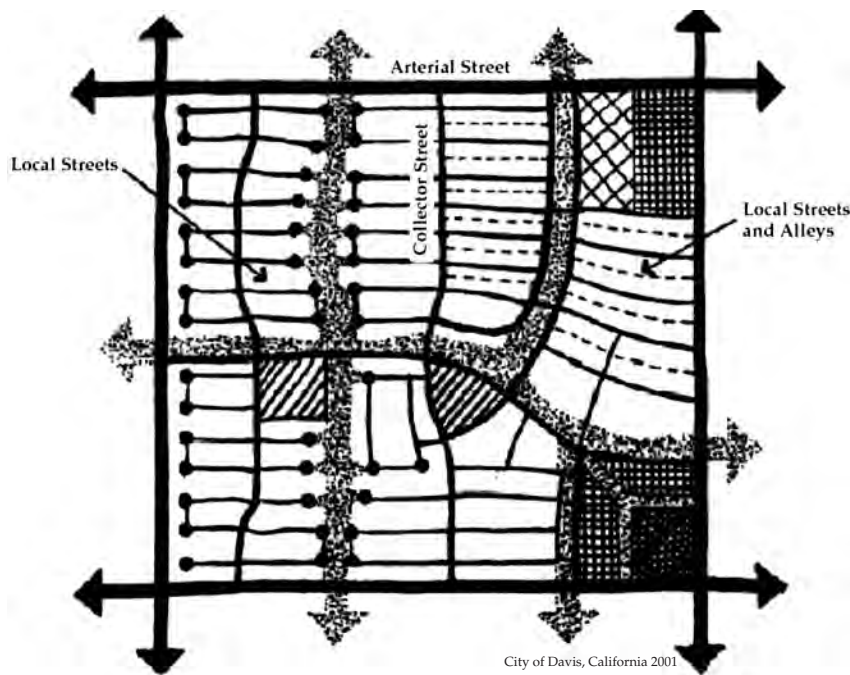 Arterial Street
Local Streets
Collector Street
Local Streets
and Alleys
City of Davis, California 2001